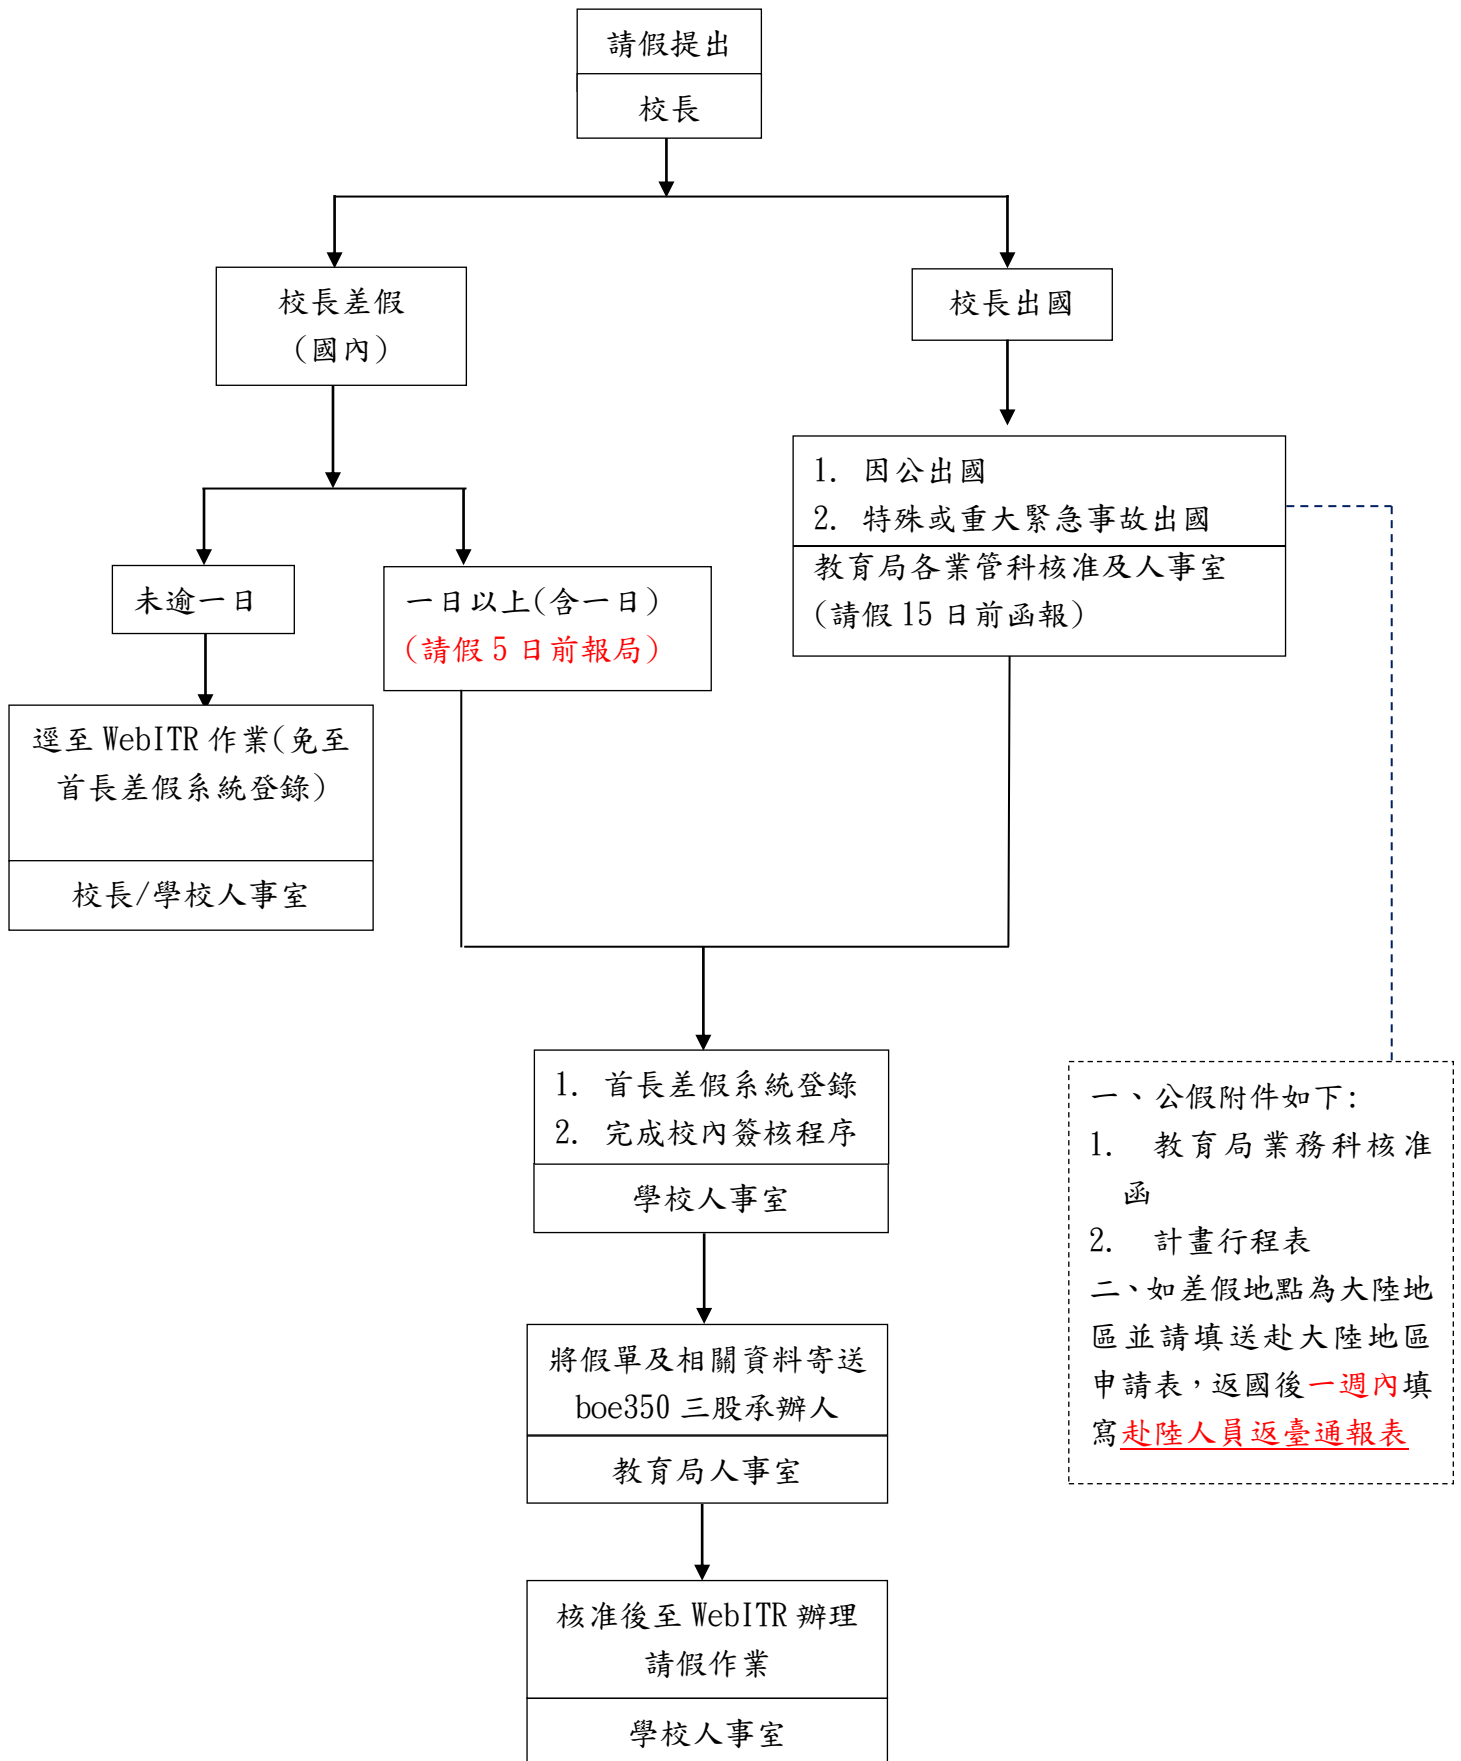 請假提出
校長
校長差假
(國內)
校長出國
1. 因公出國
2. 特殊或重大緊急事故出國
教育局各業管科核准及人事室
(請假 15 日前函報)
未逾一日
一日以上(含一日)
(請假 5 日前報局)
逕至 WebITR 作業(免至
首長差假系統登錄)
校長/學校人事室
1. 首長差假系統登錄
2. 完成校內簽核程序
學校人事室
一、公假附件如下:
1. 教育局業務科核准
函
2. 計畫行程表
二、如差假地點為大陸地
區並請填送赴大陸地區
申請表，返國後一週內填
寫赴陸人員返臺通報表
將假單及相關資料寄送
boe350 三股承辦人
教育局人事室
核准後至 WebITR 辦理
請假作業
學校人事室